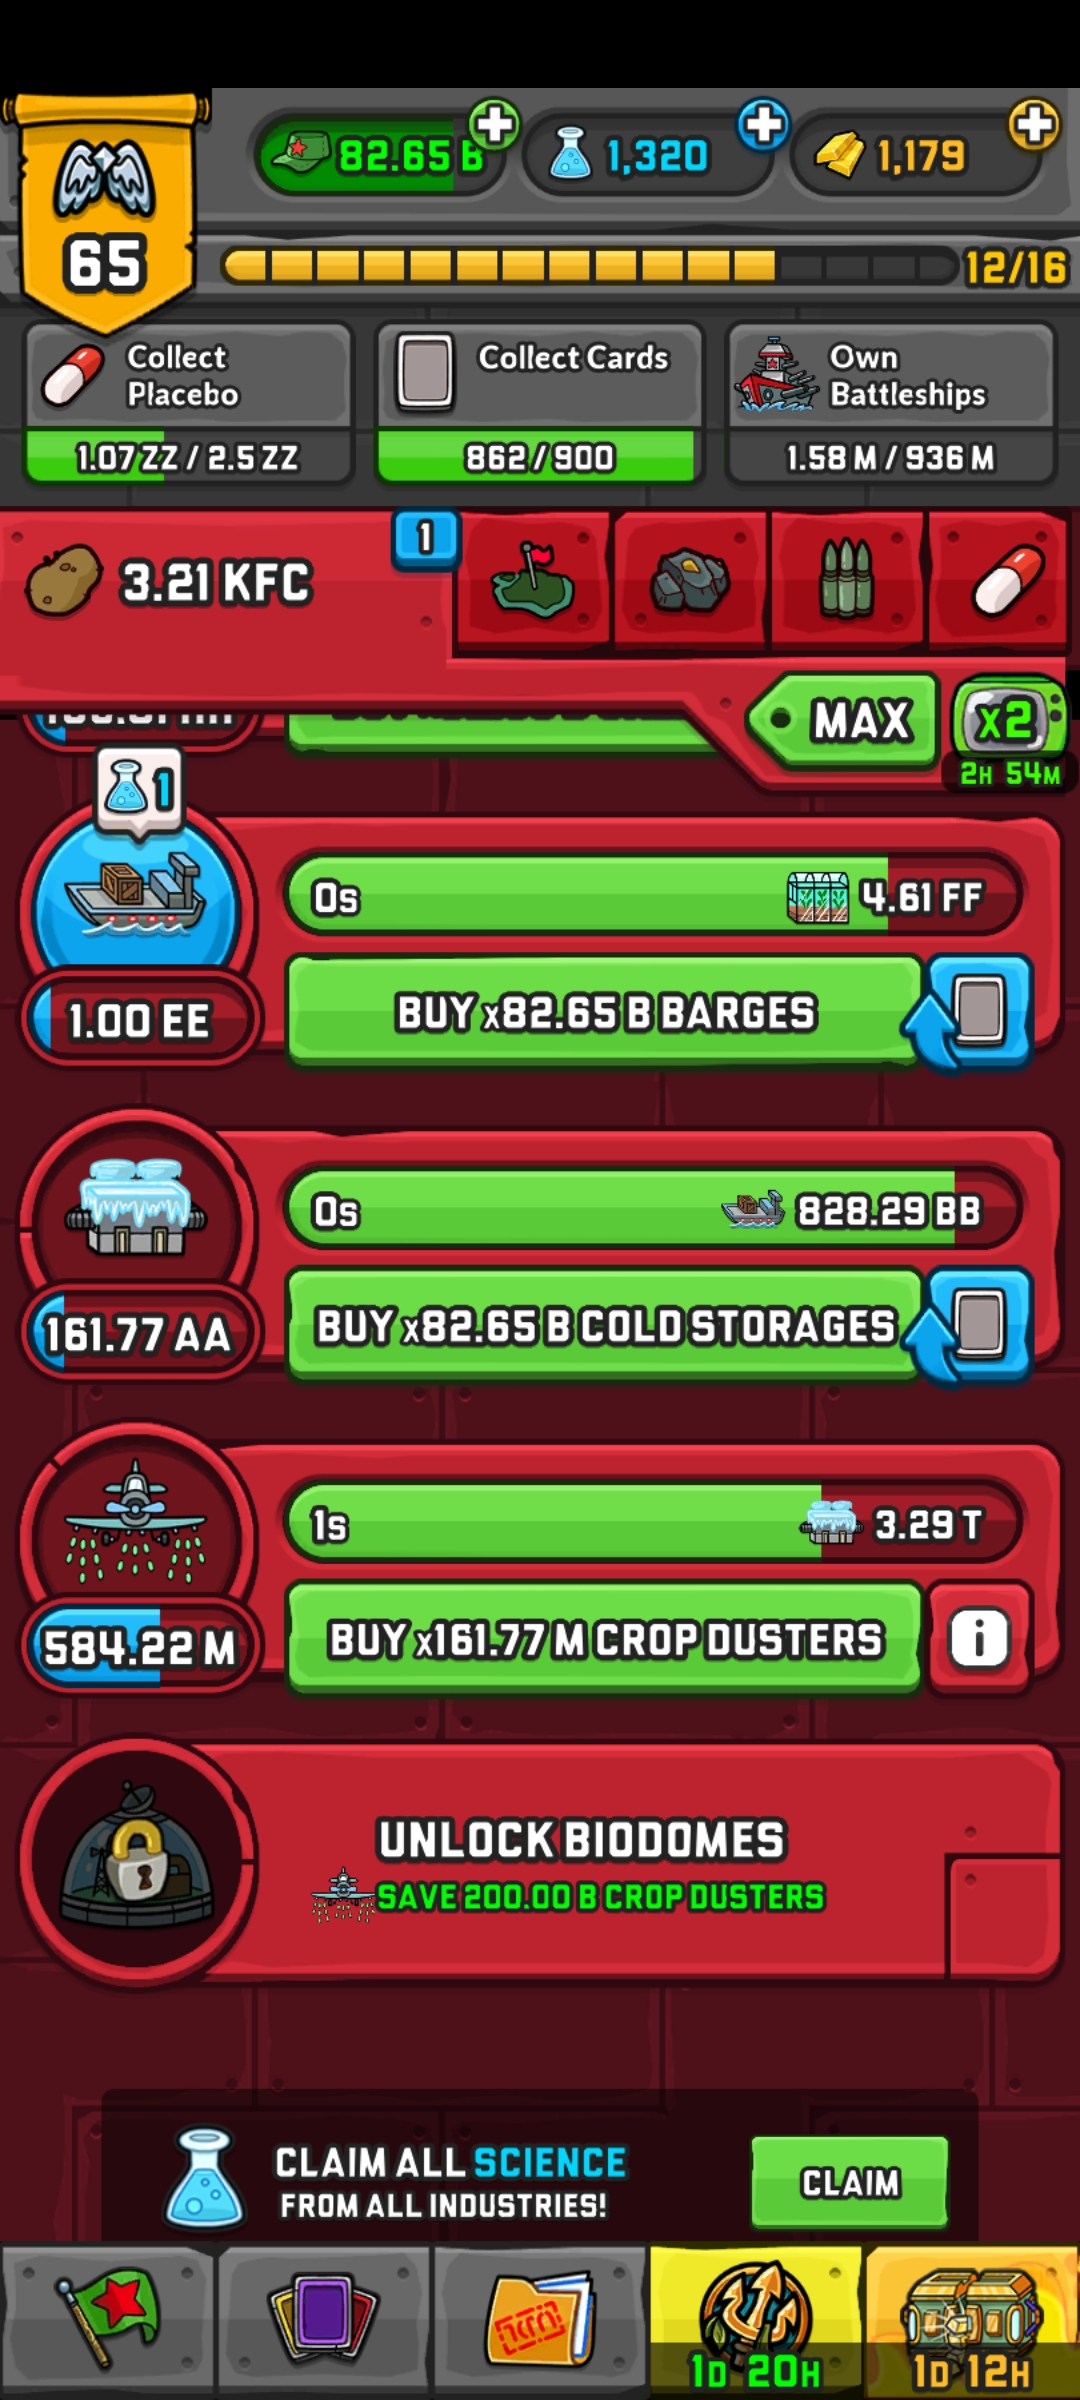 82.65 B
1,320
1,179
65
12/16
Collect
Placebo
Collect Cards
Own
Battleships
1.07 ZZ / 2.5 ZZ
862/900
1.58 M / 936 M
1
3.21 KFC
MAX
x2
2H 54M
1
0s
4.61 FF
1.00 EE
BUY x82.65 B BARGES
0s
828.29 BB
161.77 AA
BUY x82.65 B COLD STORAGES
1s
3.29 T
584.22 M
BUY x161.77 M CROP DUSTERS
i
UNLOCK BIODOMES
SAVE 200.00 B CROP DUSTERS
CLAIM ALL SCIENCE
FROM ALL INDUSTRIES!
CLAIM
1D 20H
1D 12H